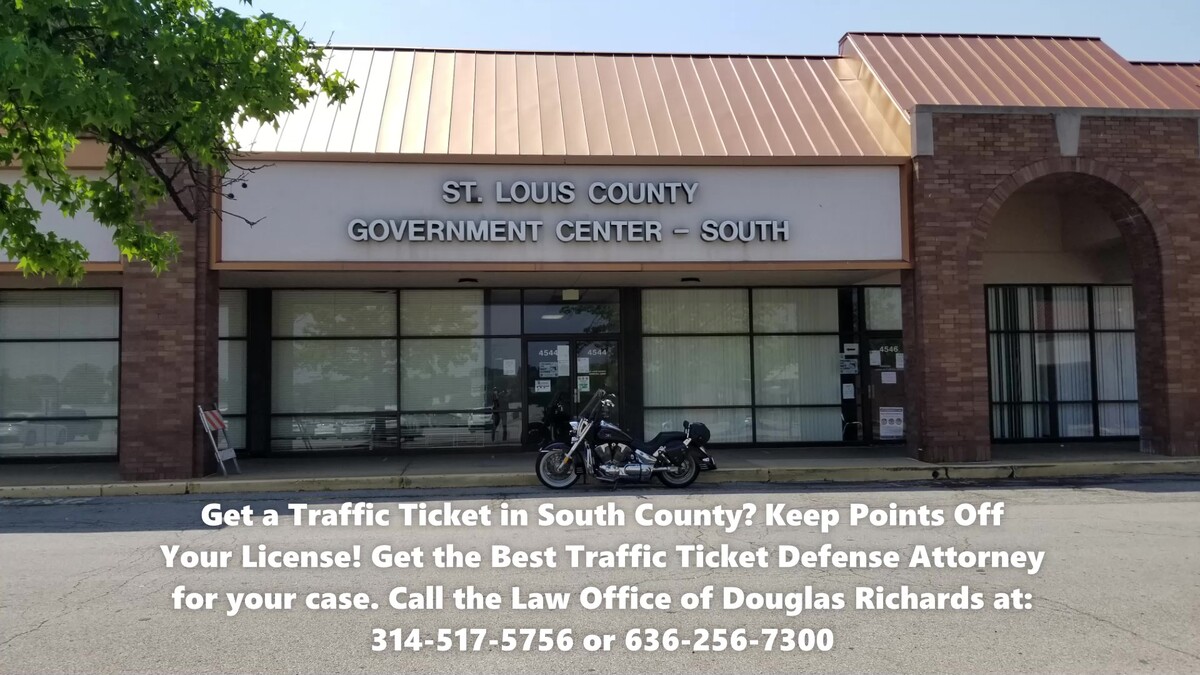 ST. LOUIS COUNTY
GOVERNMENT CENTER – SOUTH
4544 4544
4546
Get a Traffic Ticket in South County? Keep Points Off
Your License! Get the Best Traffic Ticket Defense Attorney
for your case. Call the Law Office of Douglas Richards at:
314-517-5756 or 636-256-7300